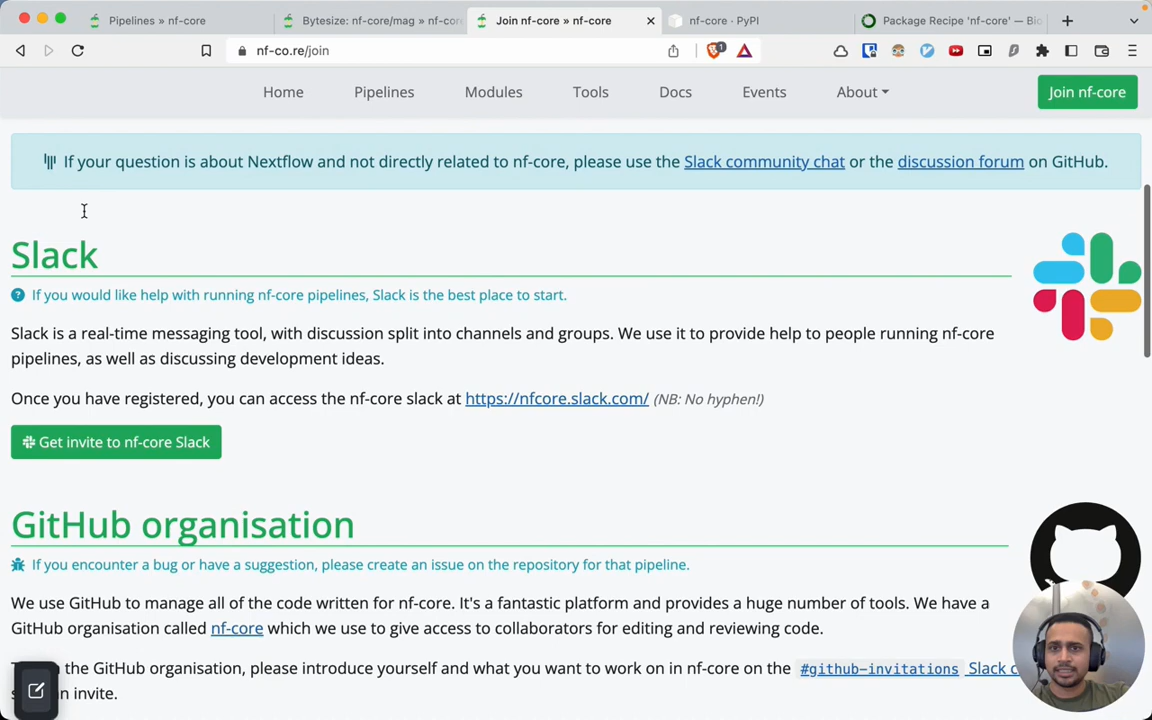 Pipelines » nf-core
Bytesize: nf-core/mag » nf-core
Join nf-core » nf-core
nf-core · PyPI
Package Recipe 'nf-core' — Bio
nf-co.re/join
1
Home
Pipelines
Modules
Tools
Docs
Events
About
Join nf-core
If your question is about Nextflow and not directly related to nf-core, please use the Slack community chat or the discussion forum on GitHub.
Slack
If you would like help with running nf-core pipelines, Slack is the best place to start.
Slack is a real-time messaging tool, with discussion split into channels and groups. We use it to provide help to people running nf-core
pipelines, as well as discussing development ideas.
Once you have registered, you can access the nf-core slack at https://nfcore.slack.com/ (NB: No hyphen!)
Get invite to nf-core Slack
GitHub organisation
If you encounter a bug or have a suggestion, please create an issue on the repository for that pipeline.
We use GitHub to manage all of the code written for nf-core. It's a fantastic platform and provides a huge number of tools. We have a
GitHub organisation called nf-core which we use to give access to collaborators for editing and reviewing code.
the GitHub organisation, please introduce yourself and what you want to work on in nf-core on the #github-invitations Slack c
n invite.